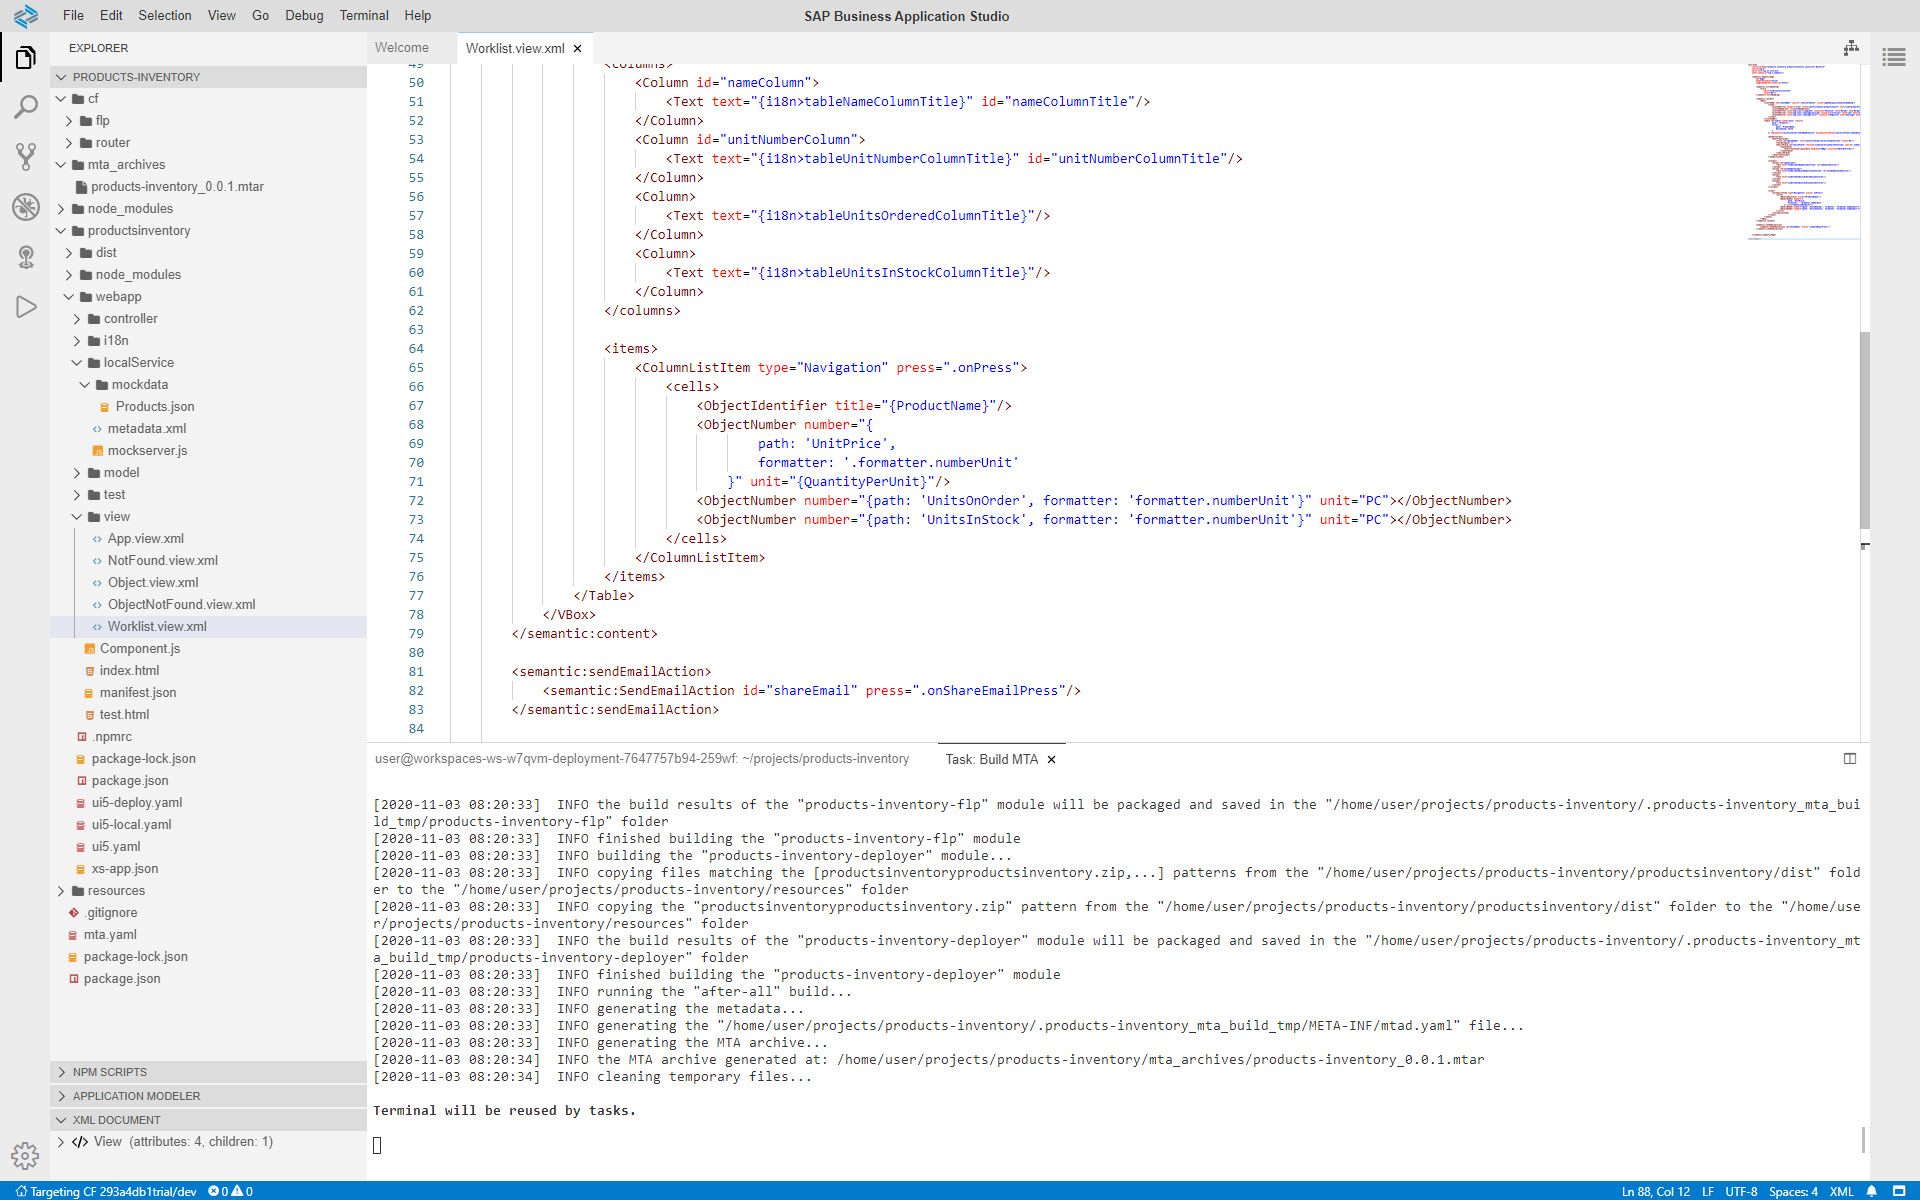 File Edit Selection View Go Debug Terminal Help
SAP Business Application Studio
EXPLORER
PRODUCTS-INVENTORY
cf
flp
router
mta_archives
products-inventory_0.0.1.mtar
node_modules
productsinventory
dist
node_modules
webapp
controller
i18n
localService
mockdata
Products.json
metadata.xml
mockserver.js
model
test
view
App.view.xml
NotFound.view.xml
Object.view.xml
ObjectNotFound.view.xml
Worklist.view.xml
Component.js
index.html
manifest.json
test.html
.npmrc
package-lock.json
package.json
ui5-deploy.yaml
ui5-local.yaml
ui5.yaml
xs-app.json
resources
.gitignore
mta.yaml
package-lock.json
package.json
NPM SCRIPTS
APPLICATION MODELER
XML DOCUMENT
View (attributes: 4, children: 1)
Welcome
Worklist.view.xml
49 <columns>
50 <Column id="nameColumn">
51 <Text text="{i18n>tableNameColumnTitle}" id="nameColumnTitle"/>
52 </Column>
53 <Column id="unitNumberColumn">
54 <Text text="{i18n>tableUnitNumberColumnTitle}" id="unitNumberColumnTitle"/>
55 </Column>
56 <Column>
57 <Text text="{i18n>tableUnitsOrderedColumnTitle}"/>
58 </Column>
59 <Column>
60 <Text text="{i18n>tableUnitsInStockColumnTitle}"/>
61 </Column>
62 </columns>
63
64 <items>
65 <ColumnListItem type="Navigation" press=".onPress">
66 <cells>
67 <ObjectIdentifier title="{ProductName}"/>
68 <ObjectNumber number="{
69 path: 'UnitPrice',
70 formatter: '.formatter.numberUnit'
71 }" unit="{QuantityPerUnit}"/>
72 <ObjectNumber number="{path: 'UnitsOnOrder', formatter: 'formatter.numberUnit'}" unit="PC"></ObjectNumber>
73 <ObjectNumber number="{path: 'UnitsInStock', formatter: 'formatter.numberUnit'}" unit="PC"></ObjectNumber>
74 </cells>
75 </ColumnListItem>
76 </items>
77 </Table>
78 </VBox>
79 </semantic:content>
80
81 <semantic:sendEmailAction>
82 <semantic:SendEmailAction id="shareEmail" press=".onShareEmailPress"/>
83 </semantic:sendEmailAction>
84
user@workspaces-ws-w7qvm-deployment-7647757b94-259wf: ~/projects/products-inventory
Task: Build MTA
[2020-11-03 08:20:33] INFO the build results of the "products-inventory-flp" module will be packaged and saved in the "/home/user/projects/products-inventory/.products-inventory_mta_bui
ld_tmp/products-inventory-flp" folder
[2020-11-03 08:20:33] INFO finished building the "products-inventory-flp" module
[2020-11-03 08:20:33] INFO building the "products-inventory-deployer" module...
[2020-11-03 08:20:33] INFO copying files matching the [productsinventoryproductsinventory.zip,...] patterns from the "/home/user/projects/products-inventory/productsinventory/dist" fold
er to the "/home/user/projects/products-inventory/resources" folder
[2020-11-03 08:20:33] INFO copying the "productsinventoryproductsinventory.zip" pattern from the "/home/user/projects/products-inventory/productsinventory/dist" folder to the "/home/use
r/projects/products-inventory/resources" folder
[2020-11-03 08:20:33] INFO the build results of the "products-inventory-deployer" module will be packaged and saved in the "/home/user/projects/products-inventory/.products-inventory_mt
a_build_tmp/products-inventory-deployer" folder
[2020-11-03 08:20:33] INFO finished building the "products-inventory-deployer" module
[2020-11-03 08:20:33] INFO running the "after-all" build...
[2020-11-03 08:20:33] INFO generating the metadata...
[2020-11-03 08:20:33] INFO generating the "/home/user/projects/products-inventory/.products-inventory_mta_build_tmp/META-INF/mtad.yaml" file...
[2020-11-03 08:20:33] INFO generating the MTA archive...
[2020-11-03 08:20:34] INFO the MTA archive generated at: /home/user/projects/products-inventory/mta_archives/products-inventory_0.0.1.mtar
[2020-11-03 08:20:34] INFO cleaning temporary files...
Terminal will be reused by tasks.
Targeting CF 293a4db1trial/dev 0 0
Ln 88, Col 12 LF UTF-8 Spaces: 4 XML